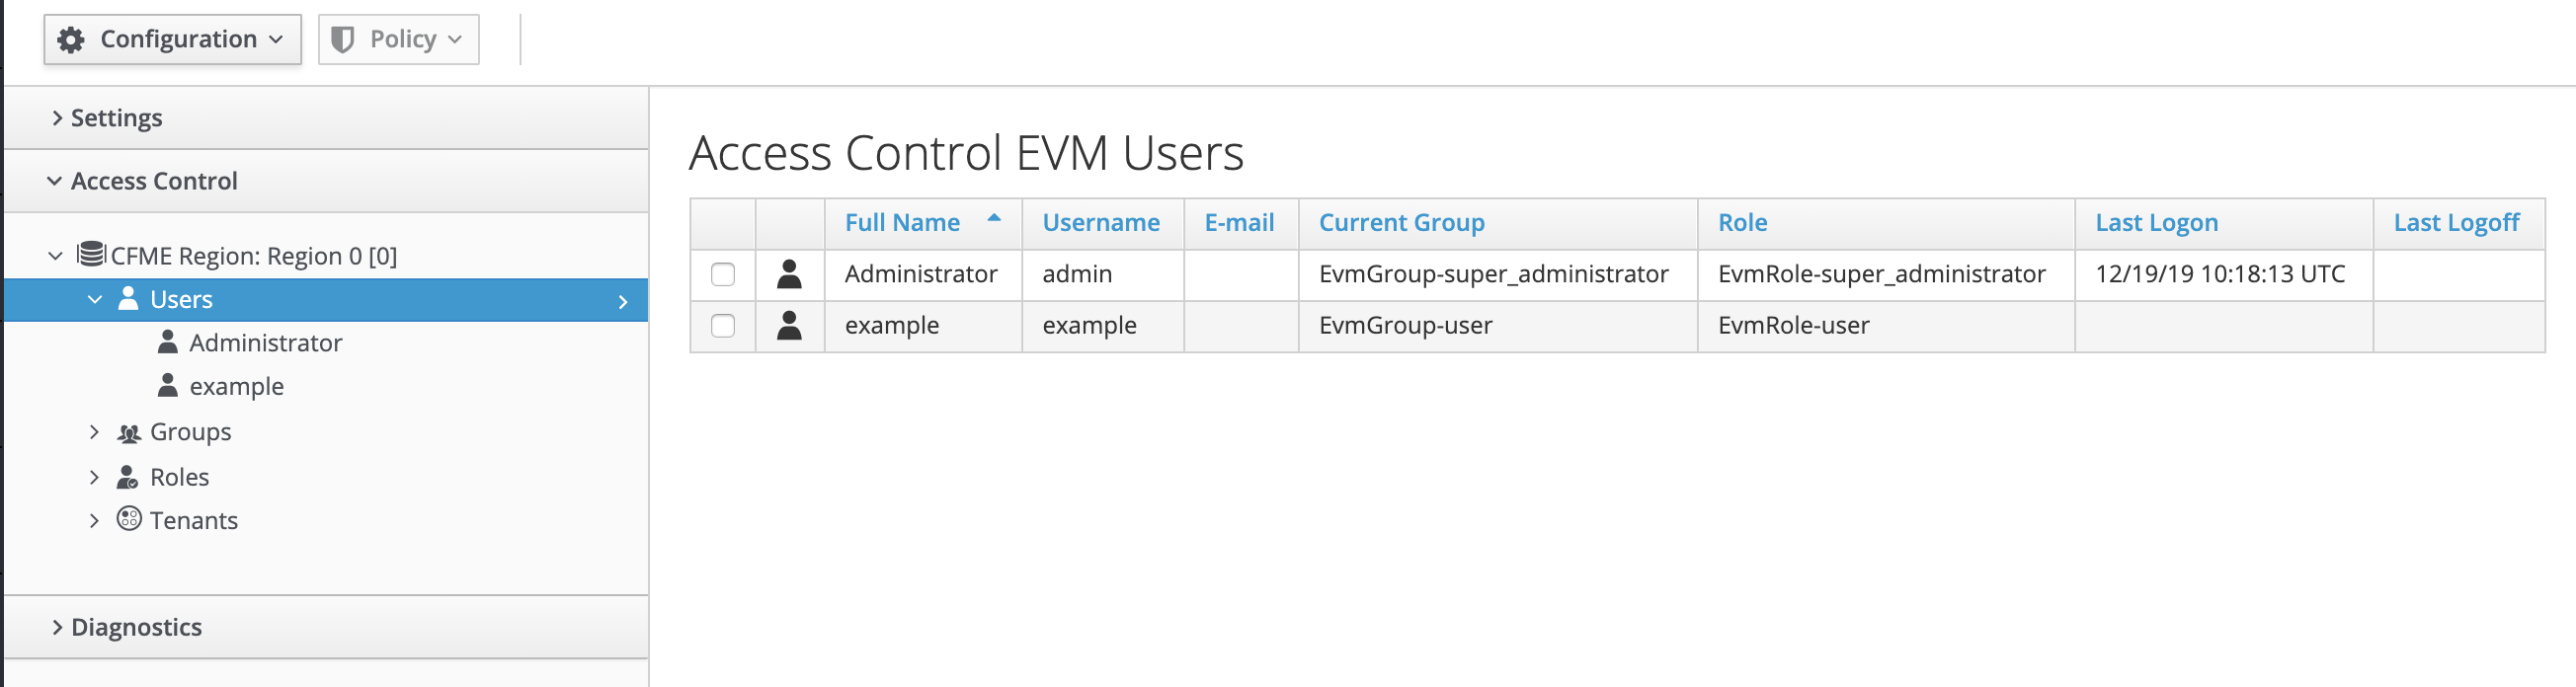 Configuration Policy
Settings
Access Control
CFME Region: Region 0 [0]
Users
Administrator
example
Groups
Roles
Tenants
Diagnostics
Access Control EVM Users
Full Name Username E-mail Current Group Role Last Logon Last Logoff
Administrator admin EvmGroup-super_administrator EvmRole-super_administrator 12/19/19 10:18:13 UTC
example example EvmGroup-user EvmRole-user